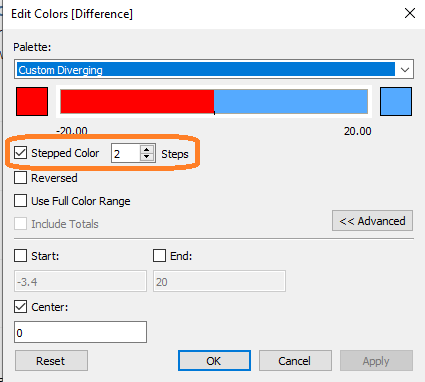 Edit Colors [Difference]
Palette:
Custom Diverging
-20.00 20.00
Stepped Color 2 Steps
Reversed
Use Full Color Range
Include Totals
<< Advanced
Start: End:
-3.4 20
Center:
0
Reset OK Cancel Apply